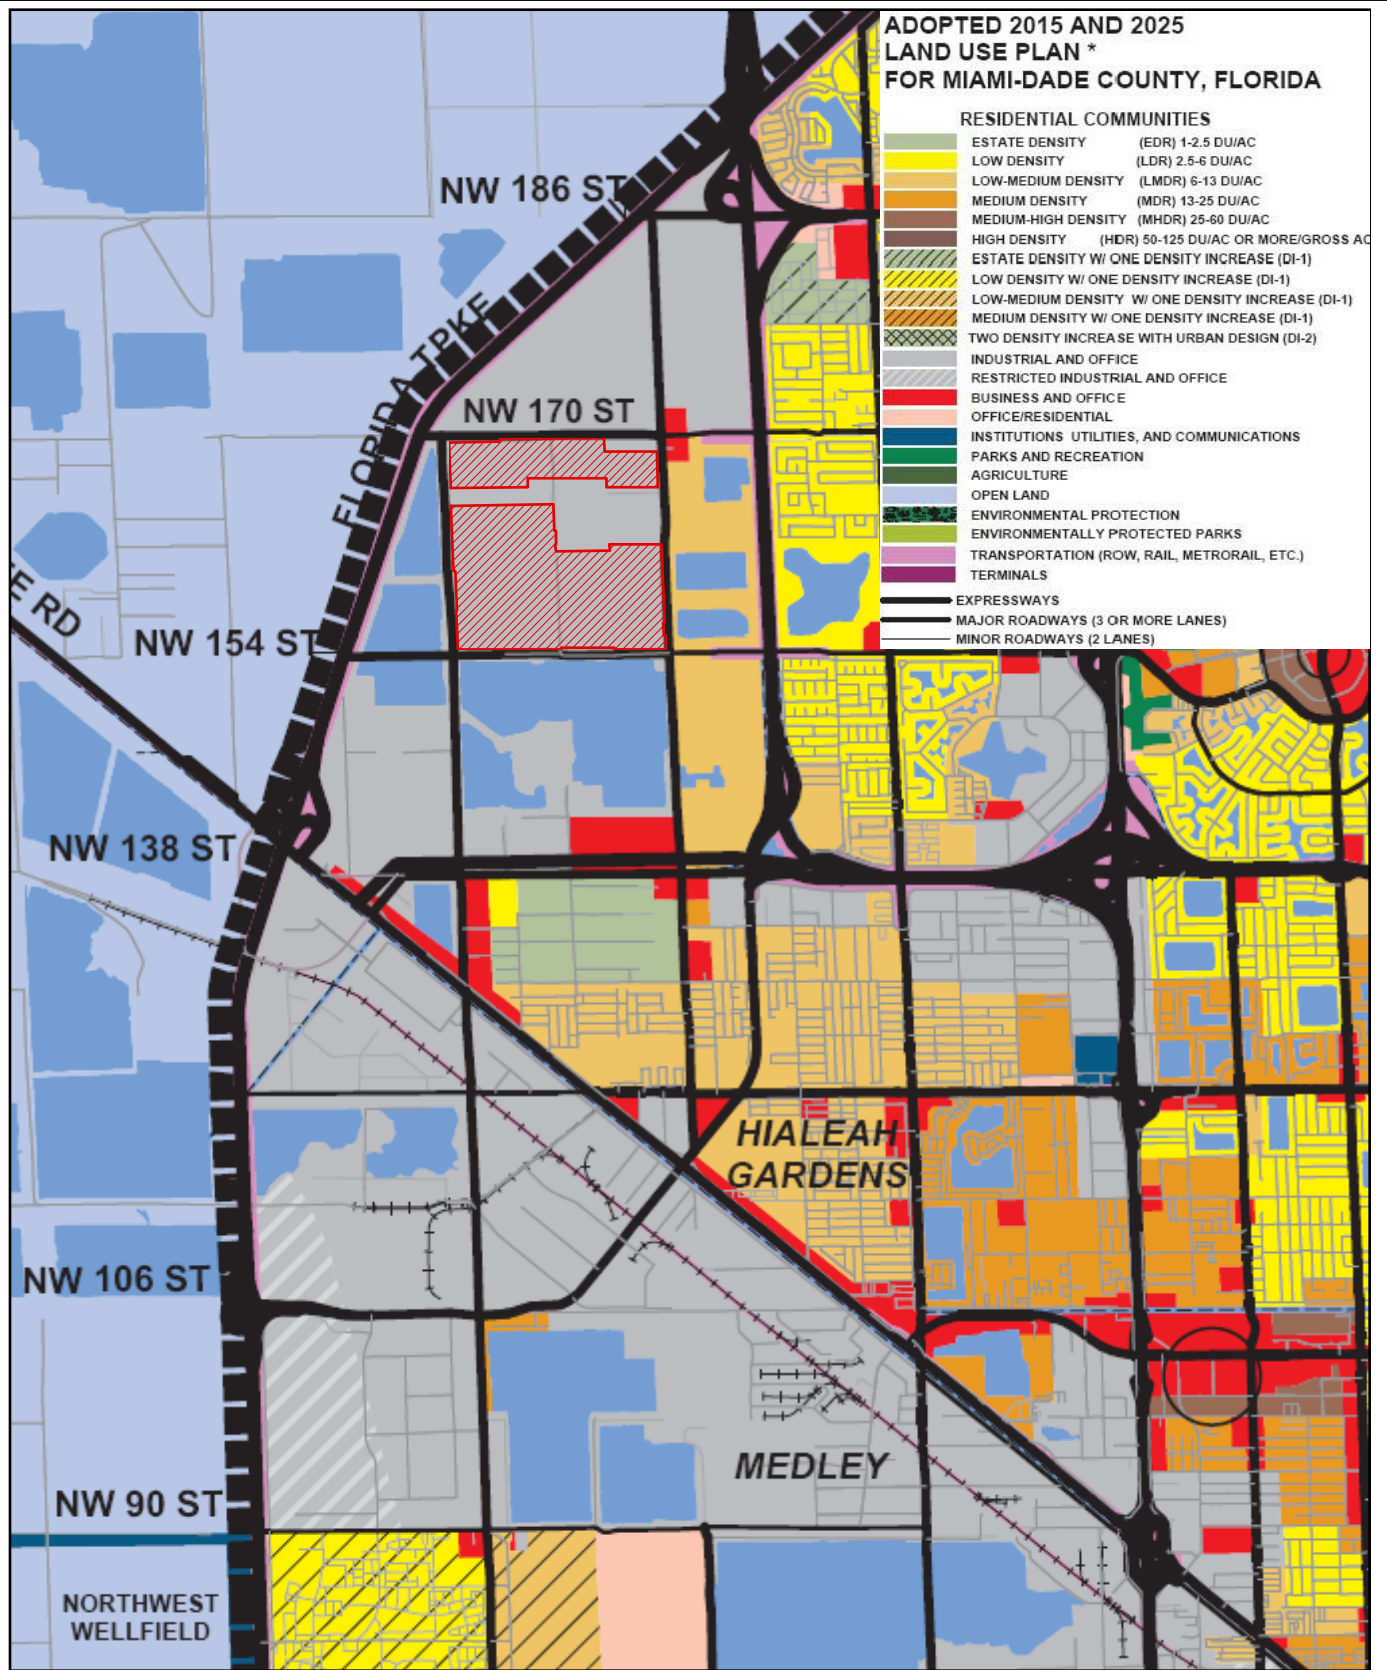 ADOPTED 2015 AND 2025
LAND USE PLAN *
FOR MIAMI-DADE COUNTY, FLORIDA
RESIDENTIAL COMMUNITIES
ESTATE DENSITY (EDR) 1-2.5 DU/AC
LOW DENSITY (LDR) 2.5-6 DU/AC
LOW-MEDIUM DENSITY (LMDR) 6-13 DU/AC
MEDIUM DENSITY (MDR) 13-25 DU/AC
MEDIUM-HIGH DENSITY (MHDR) 25-60 DU/AC
HIGH DENSITY (HDR) 50-125 DU/AC OR MORE/GROSS AC
ESTATE DENSITY W/ ONE DENSITY INCREASE (DI-1)
LOW DENSITY W/ ONE DENSITY INCREASE (DI-1)
LOW-MEDIUM DENSITY W/ ONE DENSITY INCREASE (DI-1)
MEDIUM DENSITY W/ ONE DENSITY INCREASE (DI-1)
TWO DENSITY INCREASE WITH URBAN DESIGN (DI-2)
INDUSTRIAL AND OFFICE
RESTRICTED INDUSTRIAL AND OFFICE
BUSINESS AND OFFICE
OFFICE/RESIDENTIAL
INSTITUTIONS UTILITIES, AND COMMUNICATIONS
PARKS AND RECREATION
AGRICULTURE
OPEN LAND
ENVIRONMENTAL PROTECTION
ENVIRONMENTALLY PROTECTED PARKS
TRANSPORTATION (ROW, RAIL, METRORAIL, ETC.)
TERMINALS
EXPRESSWAYS
MAJOR ROADWAYS (3 OR MORE LANES)
MINOR ROADWAYS (2 LANES)
NW 186 ST
FLORIDA TPKE
NW 170 ST
E RD
NW 154 ST
NW 138 ST
HIALEAH
GARDENS
NW 106 ST
MEDLEY
NW 90 ST
NORTHWEST
WELLFIELD